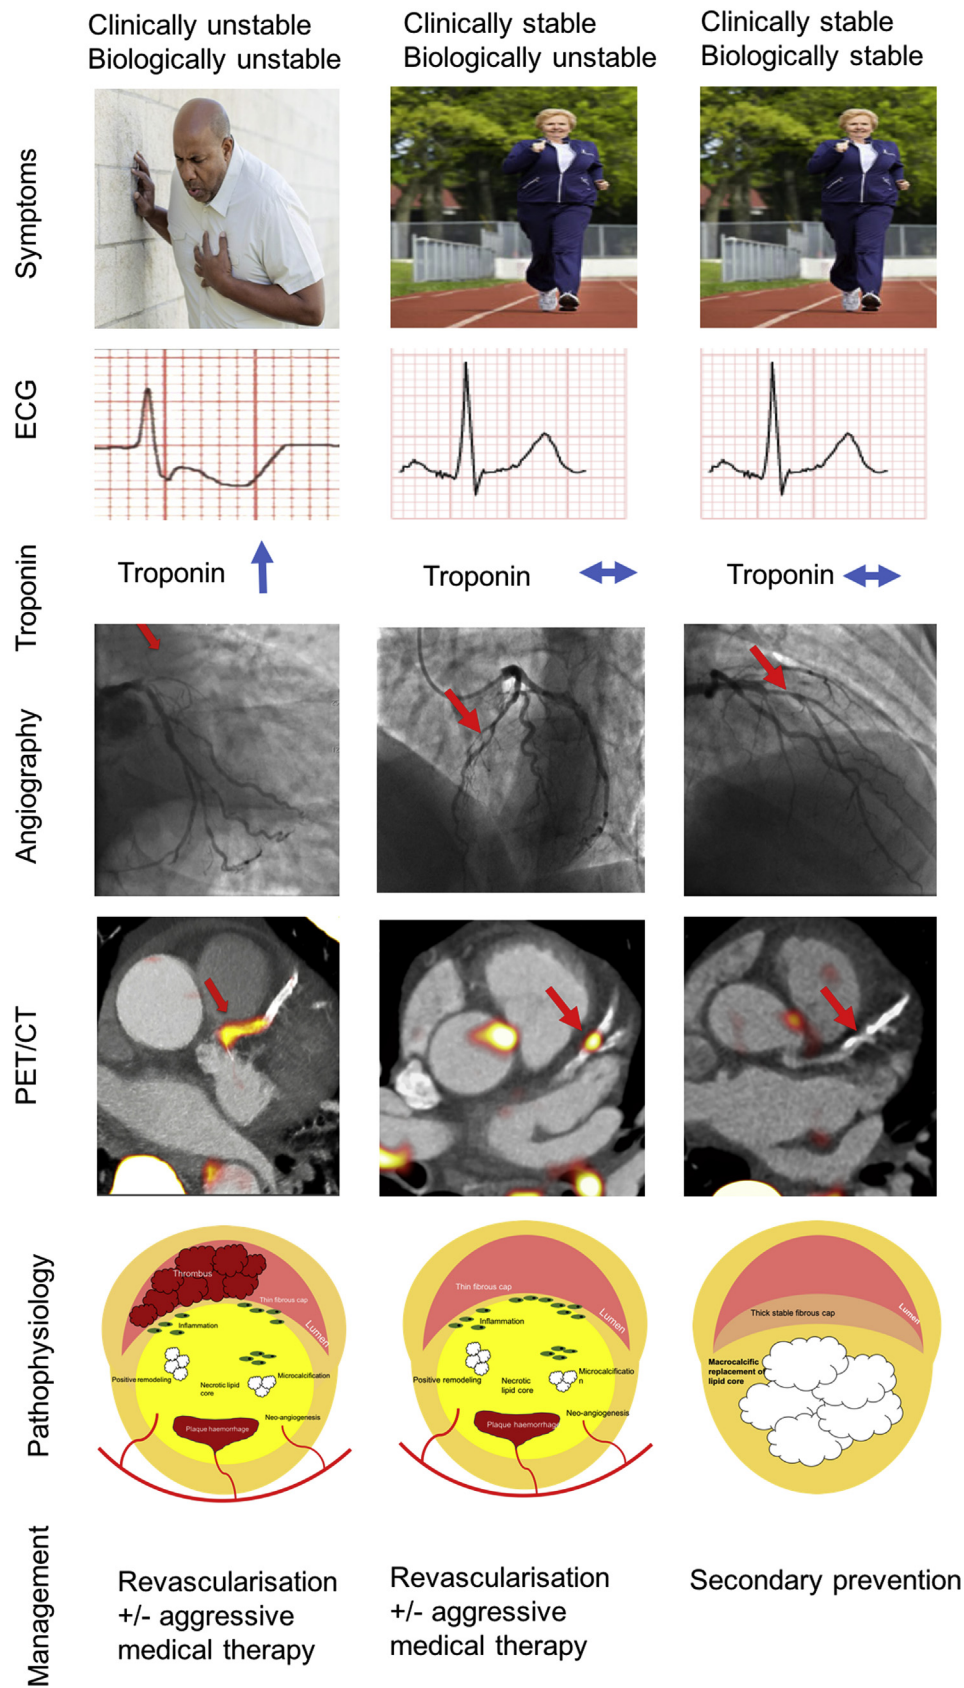 Clinically unstable
Biologically unstable
Clinically stable
Biologically unstable
Clinically stable
Biologically stable
Symptoms
ECG
Troponin
Troponin
Troponin
Troponin
Angiography
PET/CT
Pathophysiology
Thrombus
Thin fibrous cap
Lumen
Inflammation
Positive remodeling
Necrotic lipid
core
Microcalcification
Neo-angiogenesis
Plaque haemorrhage
Thin fibrous cap
Lumen
Inflammation
Positive remodeling
Necrotic
lipid core
Microcalcificatio
n
Neo-angiogenesis
Plaque haemorrhage
Thick stable fibrous cap
Lumen
Macrocalcific
replacement of
lipid core
Management
Revascularisation
+/- aggressive
medical therapy
Revascularisation
+/- aggressive
medical therapy
Secondary prevention